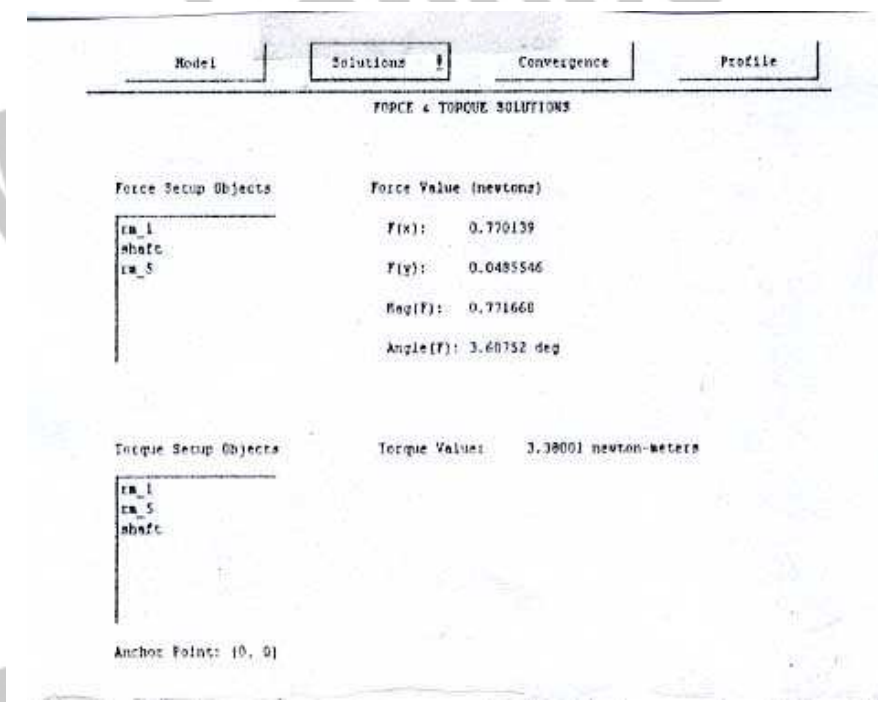 Model Solutions Convergence Profile
FORCE & TORQUE SOLUTIONS
Force Setup Objects Force Value (newtons)
rm_1 F(x): 0.770139
shaft
rm_5 F(y): 0.0485546
Mag(F): 0.771668
Angle(F): 3.60752 deg
Torque Setup Objects Torque Value: 3.38001 newton-meters
rm_1
rm_5
shaft
Anchor Point: (0, 0)